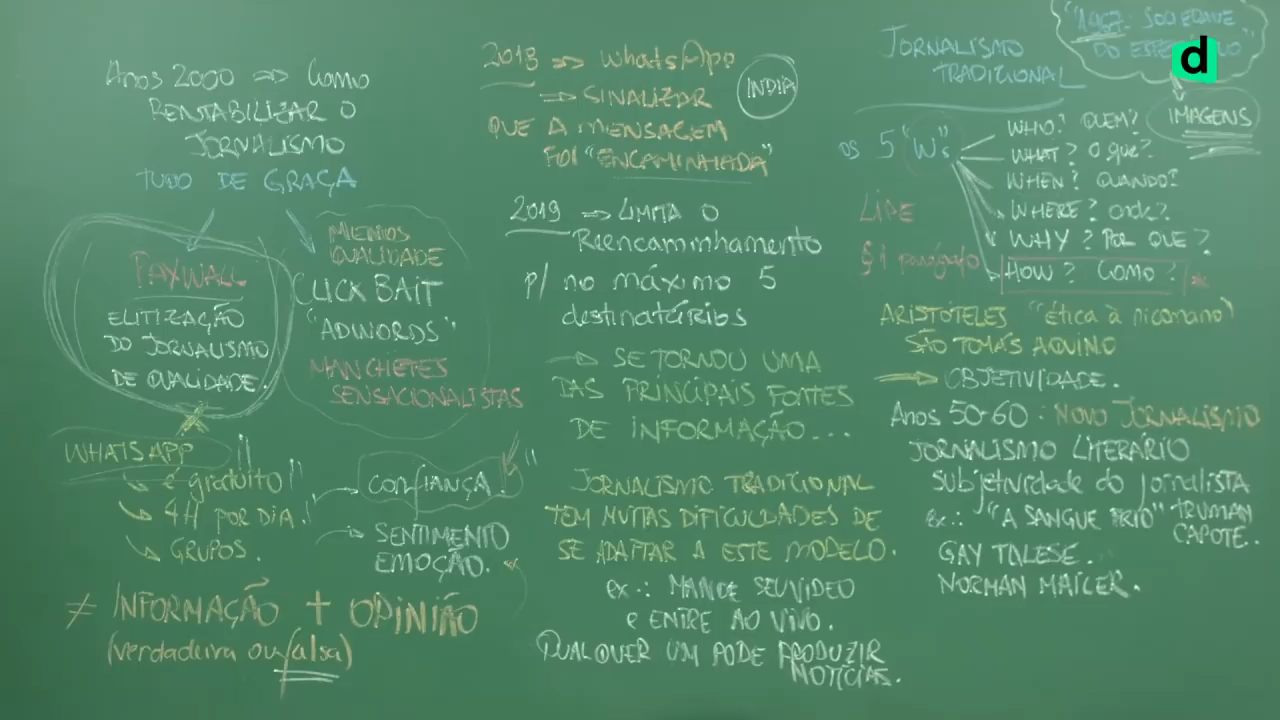 Anos 2000 => Como
RENTABILIZAR O
JORNALISMO
TUDO DE GRAÇA
PAYWALL
ELITIZAÇÃO
DO JORNALISMO
DE QUALIDADE.
MENOS
QUALIDADE
CLICK BAIT
"ADWORDS"
MANCHETES
SENSACIONALISTAS
WHATSAPP
é gratuito
4H POR DIA.
GRUPOS.
CONFIANÇA.
SENTIMENTO
EMOÇÃO.
≠ INFORMAÇÃO + OPINIÃO
(verdadeira ou falsa)
2018 => WhatsApp
=> SINALIZAR
INDIA
QUE A MENSAGEM
FOI "ENCAMINHADA"
2019 => LIMITA O
Reencaminhamento
p/ no máximo 5
destinatários
SE TORNOU UMA
DAS PRINCIPAIS FONTES
DE INFORMAÇÃO...
JORNALISMO TRADICIONAL
TEM MUITAS DIFICULDADES DE
SE ADAPTAR A ESTE MODELO.
ex.: MANDE SEU VÍDEO
e ENTRE AO VIVO.
QUALQUER UM PODE PRODUZIR
NOTÍCIAS.
JORNALISMO
TRADICIONAL
SOCIEDADE
DO
d
IMAGENS
OS 5 "W's
WHO? QUEM?
WHAT? O que?
WHEN? QUANDO?
WHERE? Onde?
WHY? POR QUE?
HOW? COMO?
LIDE
§1 parágrafo
ARISTÓTELES "ética à nicomano)
SÃO TOMÁS AQUINO
OBJETIVIDADE.
Anos 50-60: NOVO JORNALISMO
JORNALISMO LITERÁRIO
Subjetividade do jornalista
ex.: "A SANGUE FRIO" TRUMAN
CAPOTE.
GAY TALESE.
NORMAN MAILER.